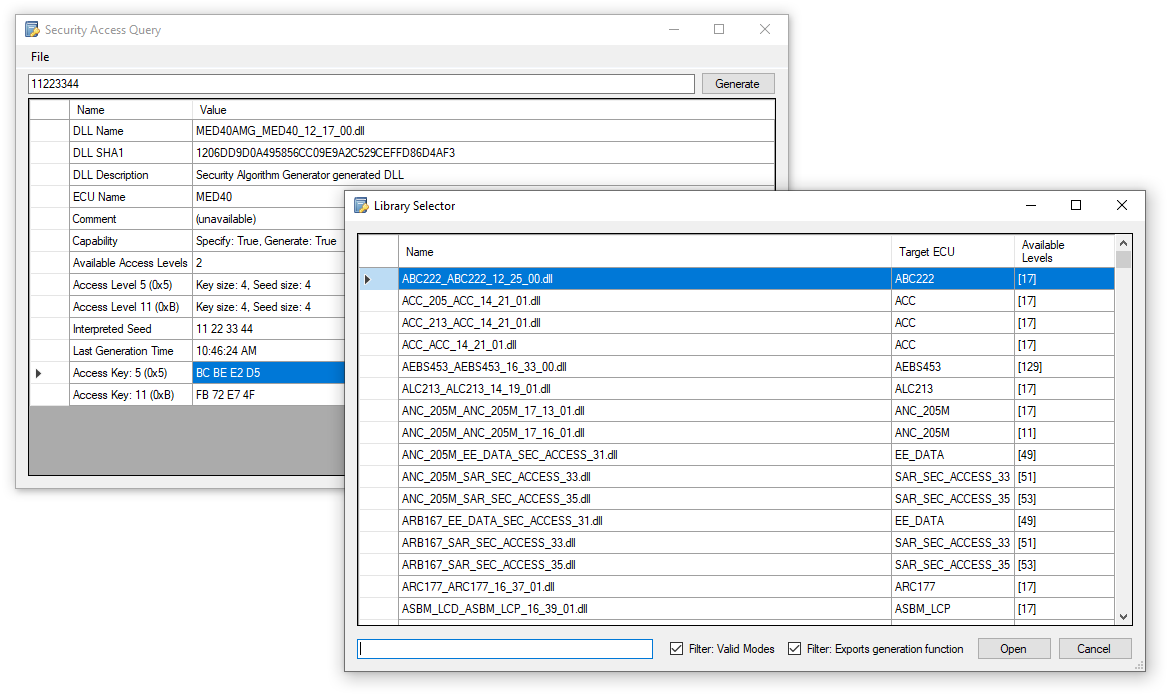 Security Access Query
File
11223344 Generate
Name Value
DLL Name MED40AMG_MED40_12_17_00.dll
DLL SHA1 1206DD9D0A495856CC09E9A2C529CEFFD86D4AF3
DLL Description Security Algorithm Generator generated DLL
ECU Name MED40
Comment (unavailable)
Capability Specify: True, Generate: True
Available Access Levels 2
Access Level 5 (0x5) Key size: 4, Seed size: 4
Access Level 11 (0xB) Key size: 4, Seed size: 4
Interpreted Seed 11 22 33 44
Last Generation Time 10:46:24 AM
Access Key: 5 (0x5) BC BE E2 D5
Access Key: 11 (0xB) FB 72 E7 4F
Library Selector
Name Target ECU Available
Levels
ABC222_ABC222_12_25_00.dll ABC222 [17]
ACC_205_ACC_14_21_01.dll ACC [17]
ACC_213_ACC_14_21_01.dll ACC [17]
ACC_ACC_14_21_01.dll ACC [17]
AEBS453_AEBS453_16_33_00.dll AEBS453 [129]
ALC213_ALC213_14_19_01.dll ALC213 [17]
ANC_205M_ANC_205M_17_13_01.dll ANC_205M [17]
ANC_205M_ANC_205M_17_16_01.dll ANC_205M [11]
ANC_205M_EE_DATA_SEC_ACCESS_31.dll EE_DATA [49]
ANC_205M_SAR_SEC_ACCESS_33.dll SAR_SEC_ACCESS_33 [51]
ANC_205M_SAR_SEC_ACCESS_35.dll SAR_SEC_ACCESS_35 [53]
ARB167_EE_DATA_SEC_ACCESS_31.dll EE_DATA [49]
ARB167_SAR_SEC_ACCESS_33.dll SAR_SEC_ACCESS_33 [51]
ARB167_SAR_SEC_ACCESS_35.dll SAR_SEC_ACCESS_35 [53]
ARC177_ARC177_16_37_01.dll ARC177 [17]
ASBM_LCD_ASBM_LCP_16_39_01.dll ASBM_LCP [17]
Filter: Valid Modes Filter: Exports generation function Open Cancel